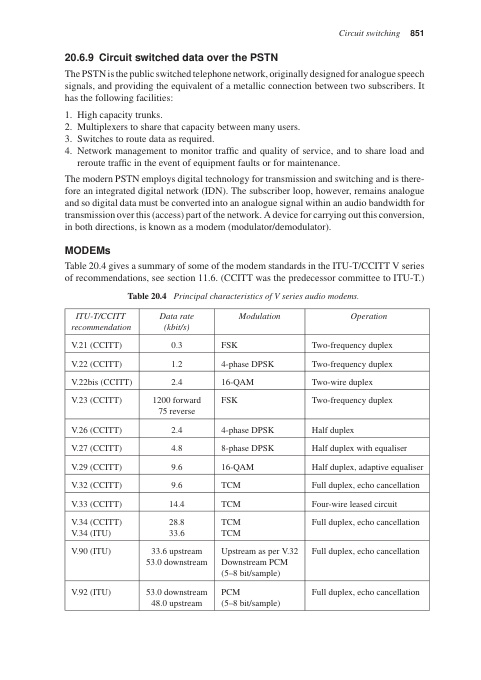 Circuit switching 851
20.6.9 Circuit switched data over the PSTN
The PSTN is the public switched telephone network, originally designed for analogue speech
signals, and providing the equivalent of a metallic connection between two subscribers. It
has the following facilities:
1. High capacity trunks.
2. Multiplexers to share that capacity between many users.
3. Switches to route data as required.
4. Network management to monitor traffic and quality of service, and to share load and
reroute traffic in the event of equipment faults or for maintenance.
The modern PSTN employs digital technology for transmission and switching and is there-
fore an integrated digital network (IDN). The subscriber loop, however, remains analogue
and so digital data must be converted into an analogue signal within an audio bandwidth for
transmission over this (access) part of the network. A device for carrying out this conversion,
in both directions, is known as a modem (modulator/demodulator).
MODEMs
Table 20.4 gives a summary of some of the modem standards in the ITU-T/CCITT V series
of recommendations, see section 11.6. (CCITT was the predecessor committee to ITU-T.)
Table 20.4 Principal characteristics of V series audio modems.
ITU-T/CCITT Data rate Modulation Operation
recommendation (kbit/s)
V.21 (CCITT) 0.3 FSK Two-frequency duplex
V.22 (CCITT) 1.2 4-phase DPSK Two-frequency duplex
V.22bis (CCITT) 2.4 16-QAM Two-wire duplex
V.23 (CCITT) 1200 forward FSK Two-frequency duplex
75 reverse
V.26 (CCITT) 2.4 4-phase DPSK Half duplex
V.27 (CCITT) 4.8 8-phase DPSK Half duplex with equaliser
V.29 (CCITT) 9.6 16-QAM Half duplex, adaptive equaliser
V.32 (CCITT) 9.6 TCM Full duplex, echo cancellation
V.33 (CCITT) 14.4 TCM Four-wire leased circuit
V.34 (CCITT) 28.8 TCM Full duplex, echo cancellation
V.34 (ITU) 33.6 TCM
V.90 (ITU) 33.6 upstream Upstream as per V.32 Full duplex, echo cancellation
53.0 downstream Downstream PCM
(5–8 bit/sample)
V.92 (ITU) 53.0 downstream PCM Full duplex, echo cancellation
48.0 upstream (5–8 bit/sample)